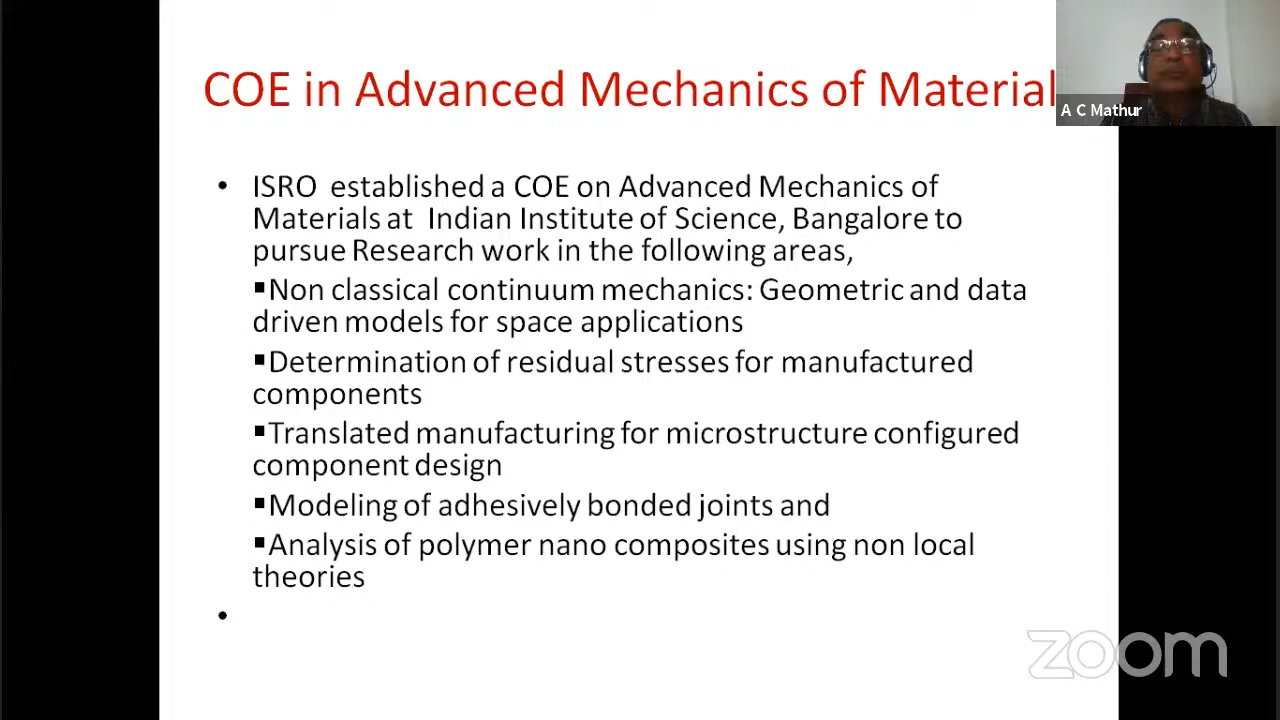 COE in Advanced Mechanics of Material
A C Mathur
• ISRO established a COE on Advanced Mechanics of
Materials at Indian Institute of Science, Bangalore to
pursue Research work in the following areas,
▪Non classical continuum mechanics: Geometric and data
driven models for space applications
▪Determination of residual stresses for manufactured
components
▪Translated manufacturing for microstructure configured
component design
▪Modeling of adhesively bonded joints and
▪Analysis of polymer nano composites using non local
theories
•
zoom